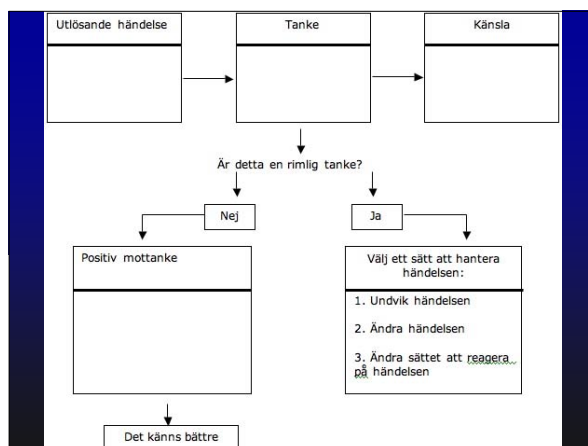 Utlösande händelse
Tanke
Känsla
Är detta en rimlig tanke?
Nej
Ja
Positiv mottanke
Välj ett sätt att hantera
händelsen:
1. Undvik händelsen
2. Ändra händelsen
3. Ändra sättet att reagera
på händelsen
Det känns bättre